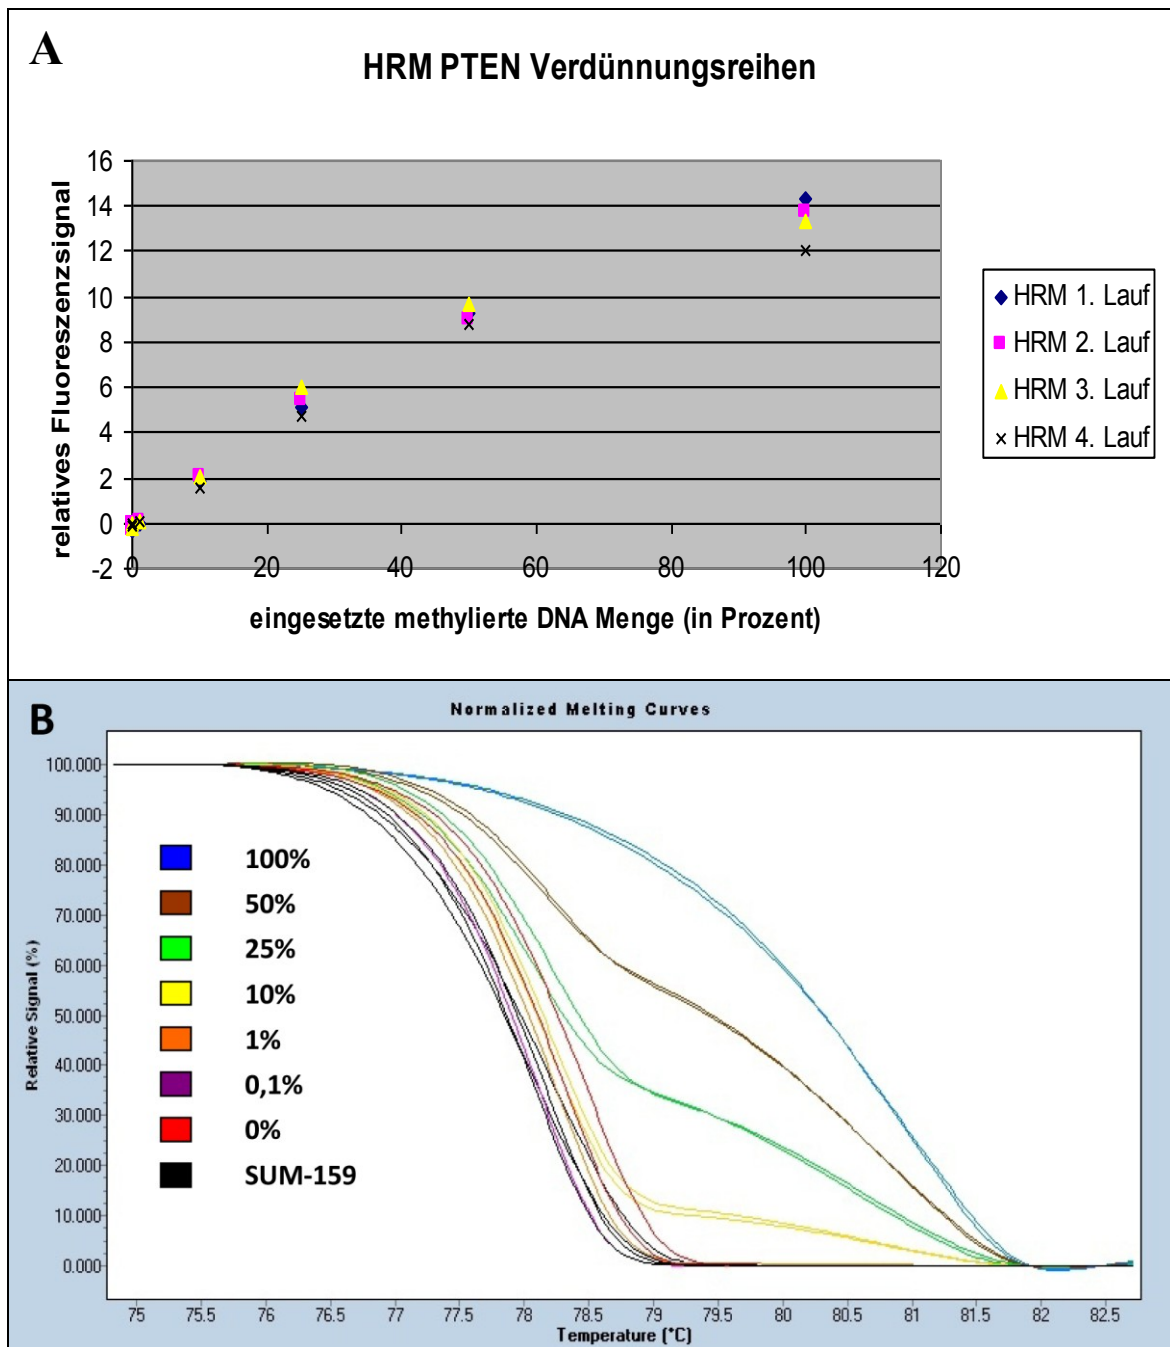 A
HRM PTEN Verdünnungsreihen
relatives Fluoreszenzsignal
16
14
12
10
8
6
4
2
0
-2
0 20 40 60 80 100 120
eingesetzte methylierte DNA Menge (in Prozent)
HRM 1. Lauf
HRM 2. Lauf
HRM 3. Lauf
HRM 4. Lauf
B
Normalized Melting Curves
Relative Signal (%)
100.000
90.000
80.000
70.000
60.000
50.000
40.000
30.000
20.000
10.000
0.000
100%
50%
25%
10%
1%
0,1%
0%
SUM-159
75 75.5 76 76.5 77 77.5 78 78.5 79 79.5 80 80.5 81 81.5 82 82.5
Temperature (°C)